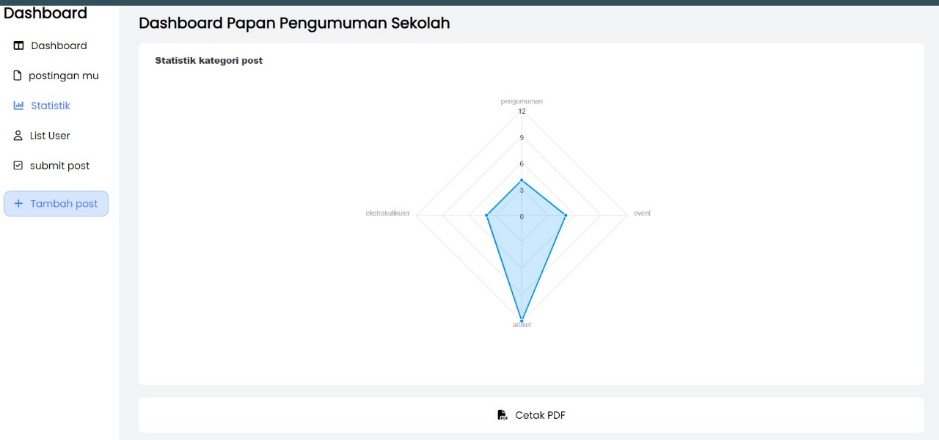 Dashboard
Dashboard
postingan mu
Statistik
List User
submit post
Tambah post
Dashboard Papan Pengumuman Sekolah
Statistik kategori post
pengumuman
12
9
6
3
0
ekstrakulikuler
event
artikel
Cetak PDF